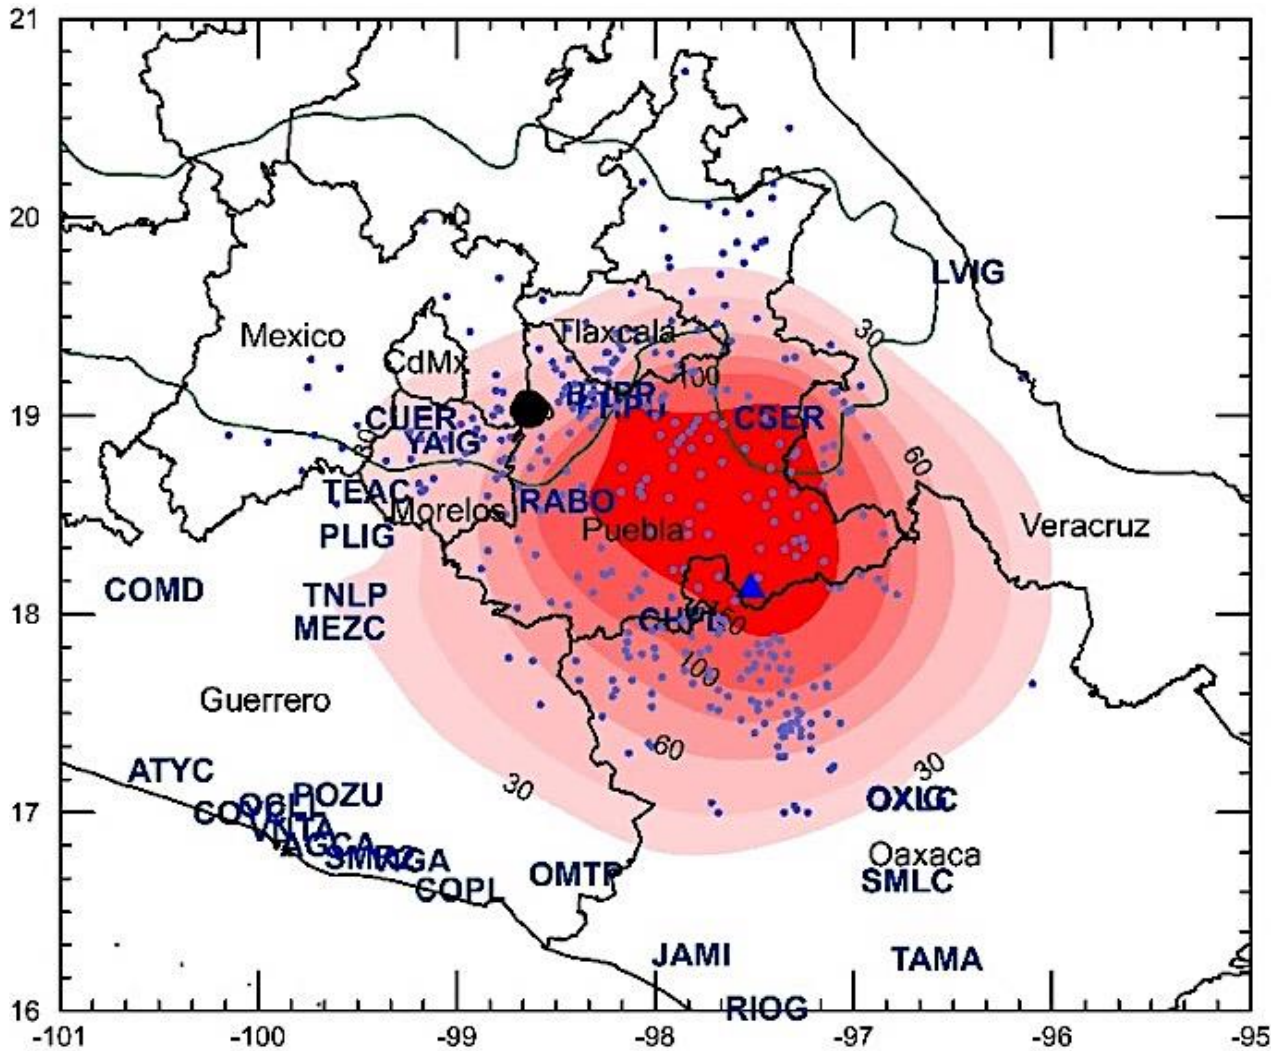 21
20
LVIG
Mexico
Tlaxcala
30
CdMx
100
19
CUER
CSER
YAIG
30
60
TEAC
RABO
Morelos
Puebla
Veracruz
PLIG
COMD
TNLP
18
MEZC
60
100
Guerrero
60
30
30
ATYC
POZU
17
OXLC
Oaxaca
OMTP
SMLC
COPL
JAMI
TAMA
RIOG
16
-101
-100
-99
-98
-97
-96
-95